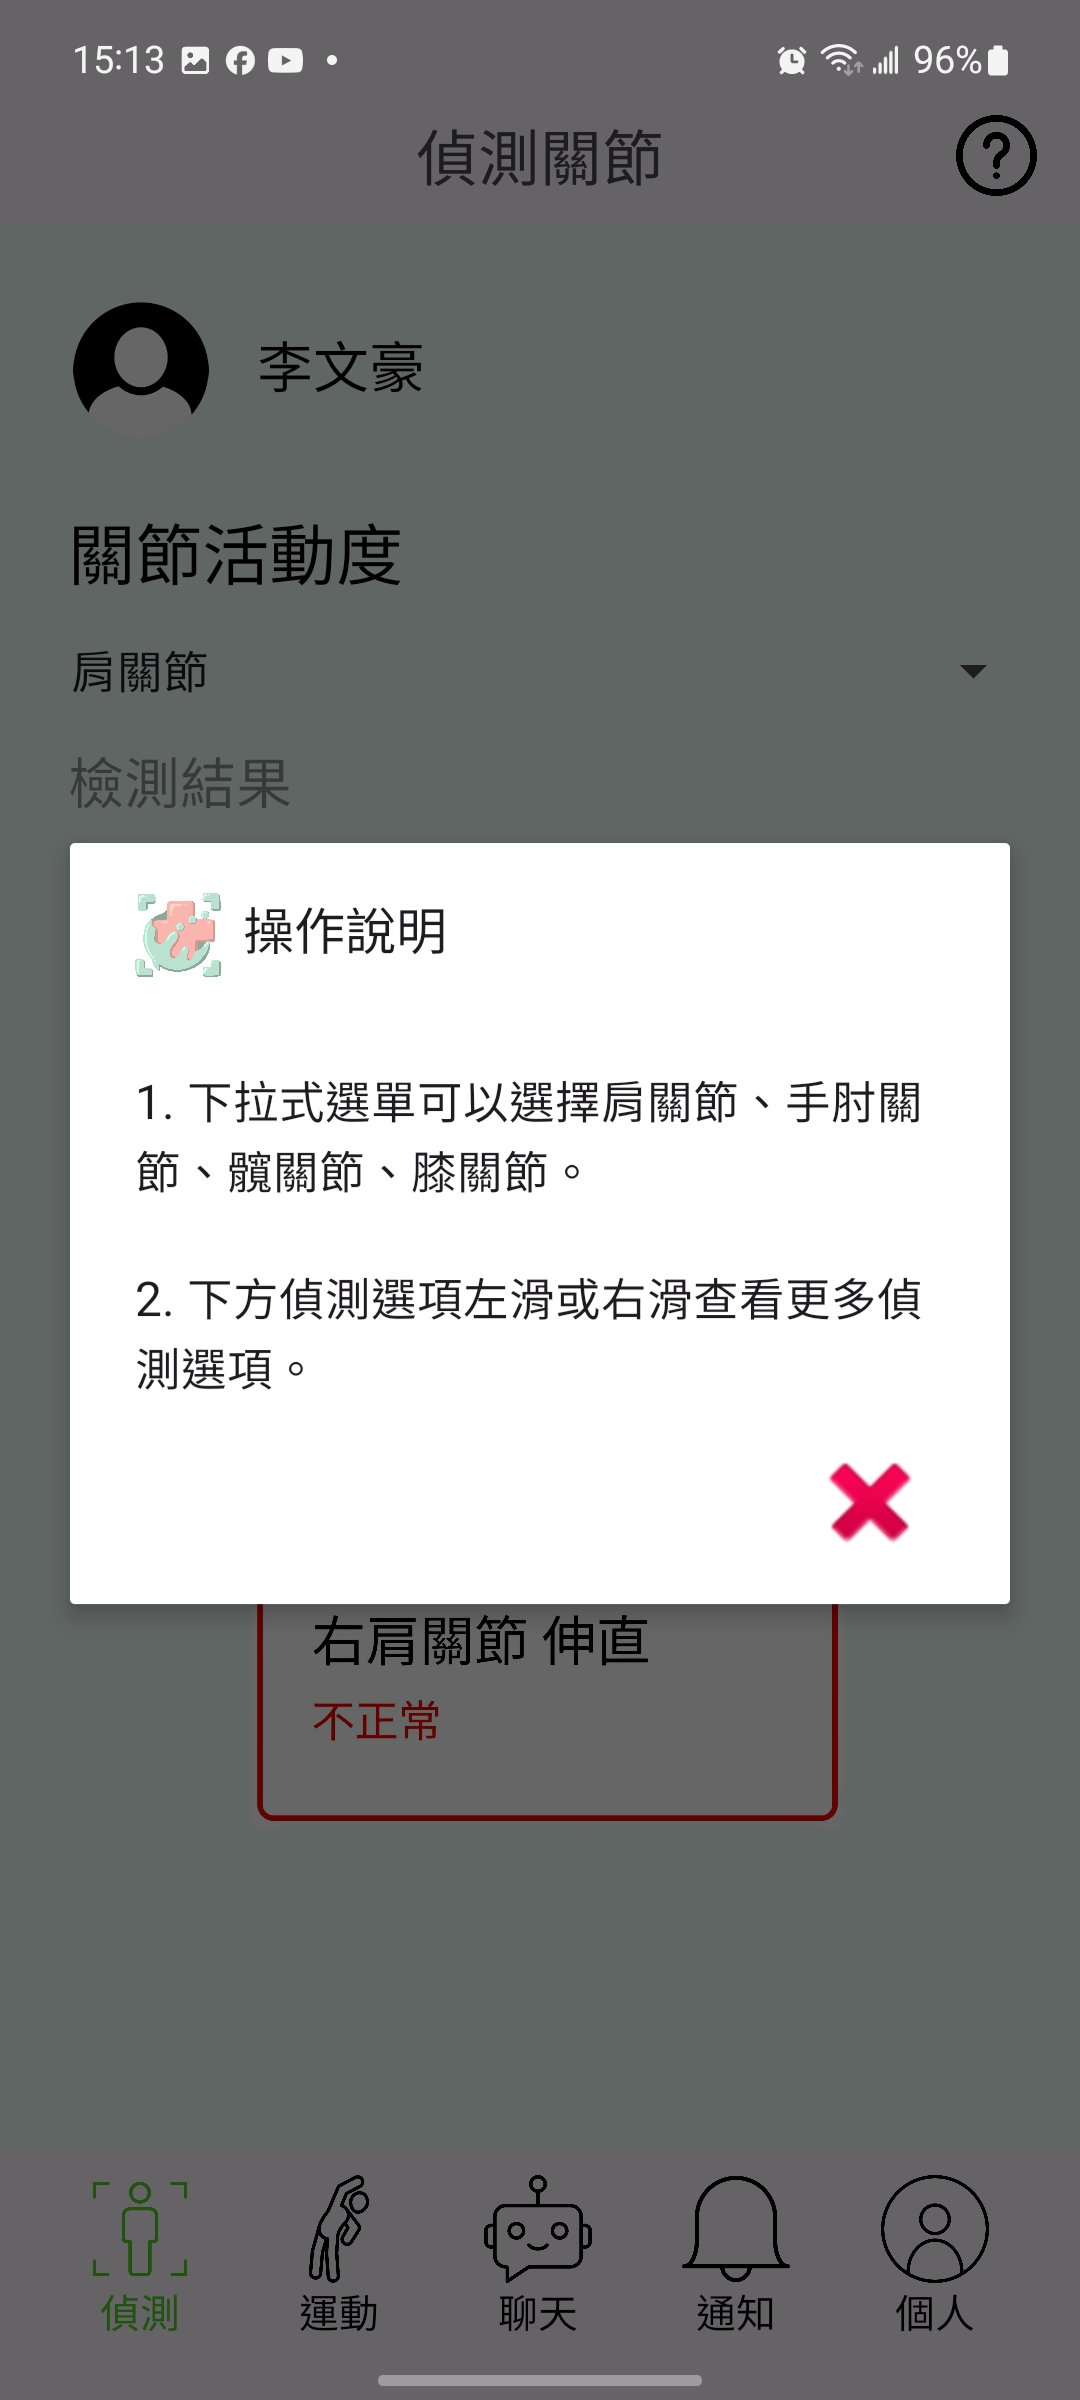 15:13
96%
偵測關節
李文豪
關節活動度
肩關節
檢測結果
操作說明
1. 下拉式選單可以選擇肩關節、手肘關
節、髖關節、膝關節。
2. 下方偵測選項左滑或右滑查看更多偵
測選項。
右肩關節 伸直
不正常
偵測
運動
聊天
通知
個人